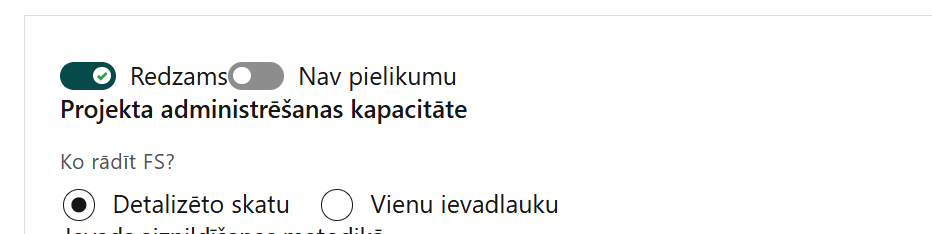 Redzams Nav pielikumu
Projekta administrēšanas kapacitāte
Ko rādīt FS?
Detalizēto skatu Vienu ievadlauku